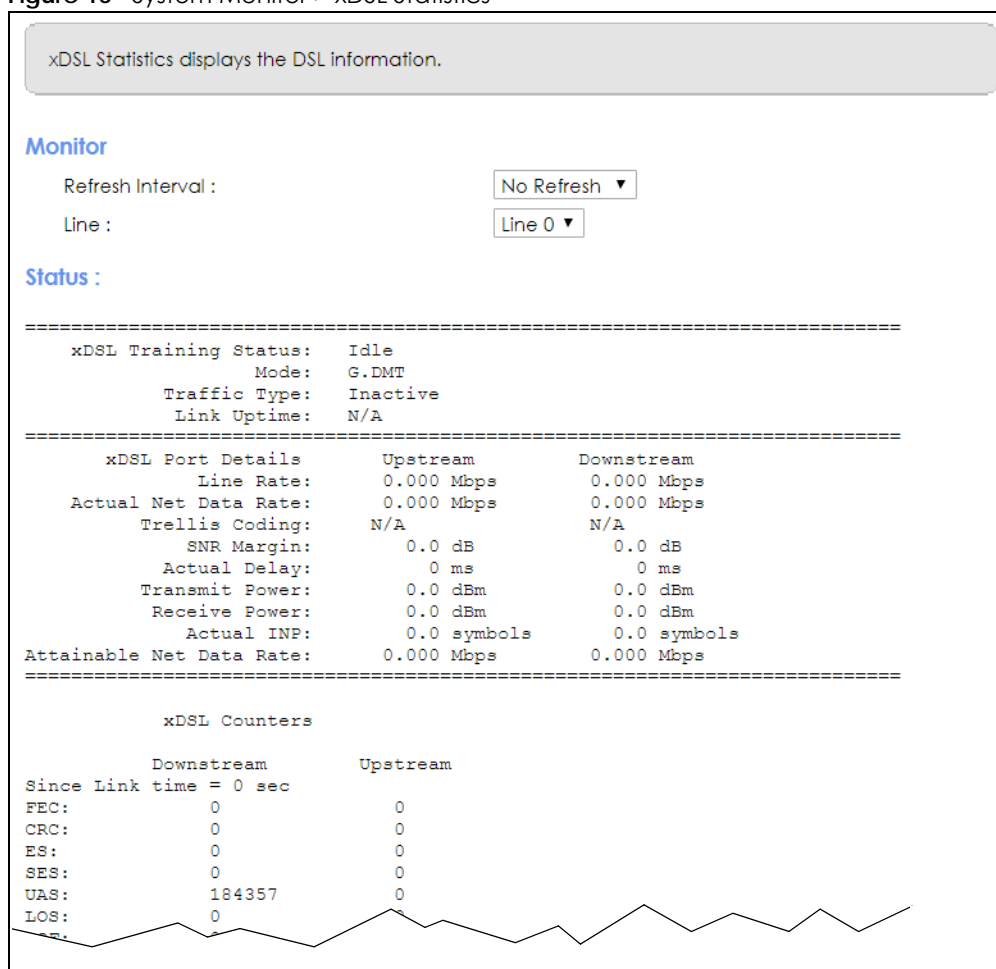 xDSL Statistics displays the DSL information.
Monitor
Refresh Interval : No Refresh ▼
Line : Line 0 ▼
Status :
============================================================================
xDSL Training Status: Idle
Mode: G.DMT
Traffic Type: Inactive
Link Uptime: N/A
============================================================================
xDSL Port Details Upstream Downstream
Line Rate: 0.000 Mbps 0.000 Mbps
Actual Net Data Rate: 0.000 Mbps 0.000 Mbps
Trellis Coding: N/A N/A
SNR Margin: 0.0 dB 0.0 dB
Actual Delay: 0 ms 0 ms
Transmit Power: 0.0 dBm 0.0 dBm
Receive Power: 0.0 dBm 0.0 dBm
Actual INP: 0.0 symbols 0.0 symbols
Attainable Net Data Rate: 0.000 Mbps 0.000 Mbps
============================================================================
xDSL Counters
Downstream Upstream
Since Link time = 0 sec
FEC: 0 0
CRC: 0 0
ES: 0 0
SES: 0 0
UAS: 184357 0
LOS: 0